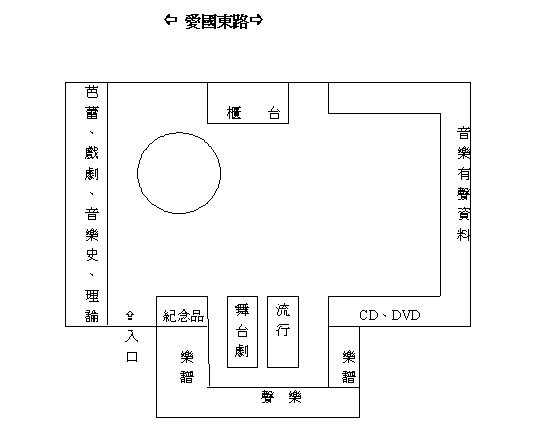 ⇦ 愛國東路⇨
芭蕾、戲劇、音樂史、理論
櫃 台
音樂有聲資料
⇧入口
紀念品
舞台劇
流行
CD、DVD
樂譜
樂譜
聲 樂